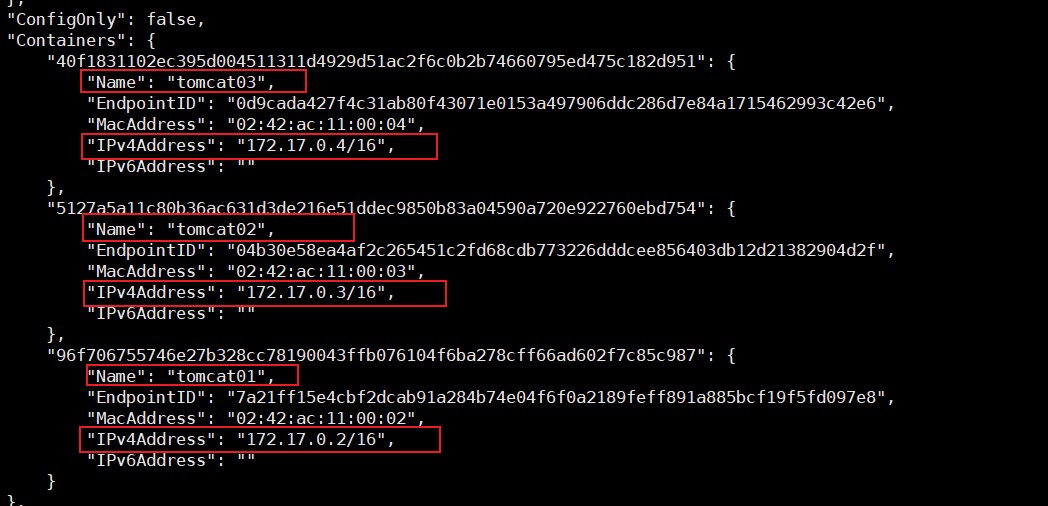 },
"ConfigOnly": false,
"Containers": {
"40f1831102ec395d004511311d4929d51ac2f6c0b2b74660795ed475c182d951": {
"Name": "tomcat03",
"EndpointID": "0d9cada427f4c31ab80f43071e0153a497906ddc286d7e84a1715462993c42e6",
"MacAddress": "02:42:ac:11:00:04",
"IPv4Address": "172.17.0.4/16",
"IPv6Address": ""
},
"5127a5a11c80b36ac631d3de216e51ddec9850b83a04590a720e922760ebd754": {
"Name": "tomcat02",
"EndpointID": "04b30e58ea4af2c265451c2fd68cdb773226dddcee856403db12d21382904d2f",
"MacAddress": "02:42:ac:11:00:03",
"IPv4Address": "172.17.0.3/16",
"IPv6Address": ""
},
"96f706755746e27b328cc78190043ffb076104f6ba278cff66ad602f7c85c987": {
"Name": "tomcat01",
"EndpointID": "7a21ff15e4cbf2dcab91a284b74e04f6f0a2189feff891a885bcf19f5fd097e8",
"MacAddress": "02:42:ac:11:00:02",
"IPv4Address": "172.17.0.2/16",
"IPv6Address": ""
}
},